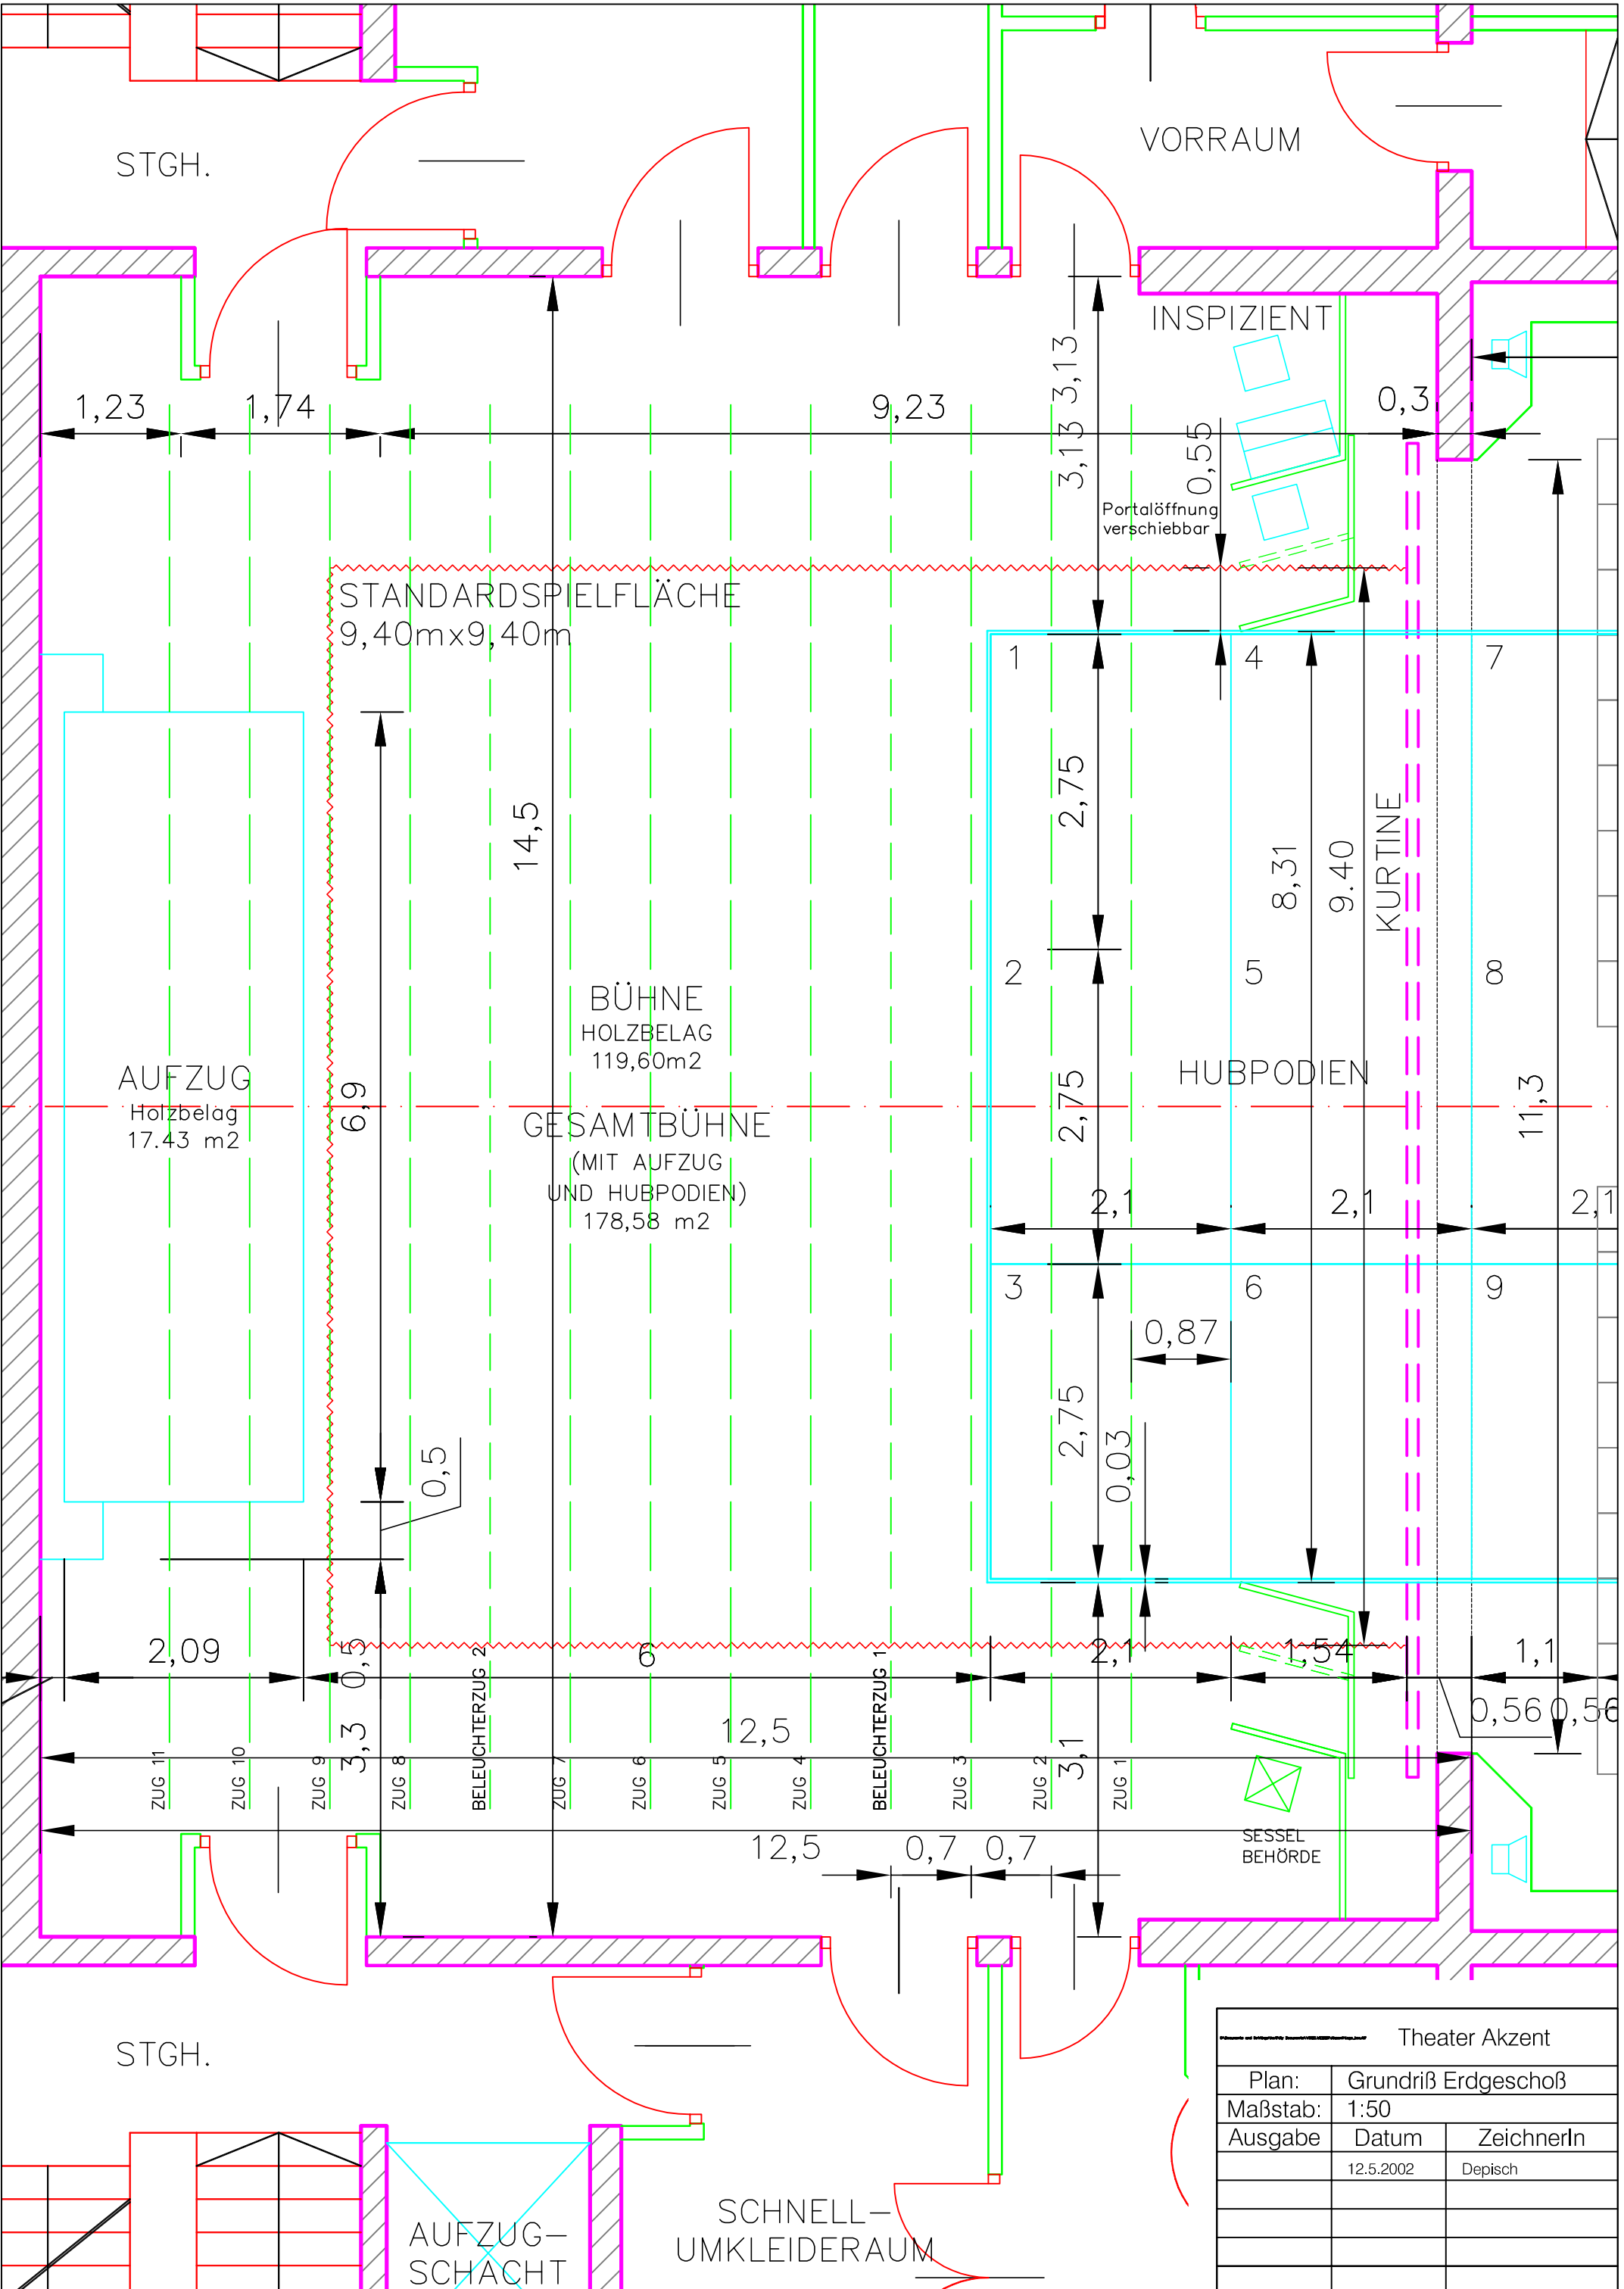 STGH.
VORRAUM
INSPIZIENT
1,23
1,74
9,23
3,13
3,13
0,55
0,3
Portalöffnung
verschiebbar
STANDARDSPIELFLÄCHE
9,40mx9,40m
1
4
7
14,5
2,75
8,31
9.40
KURTINE
2
5
8
BÜHNE
HOLZBELAG
119,60m2
HUBPODIEN
AUFZUG
Holzbelag
17.43 m2
6,9
GESAMTBÜHNE
(MIT AUFZUG
UND HUBPODIEN)
178,58 m2
2,75
11,3
2,1
2,1
2,1
3
6
9
0,87
2,75
0,03
0,5
2,09
0,5
6
2,1
1,54
1,1
0,56
0,56
3,3
12,5
3,1
ZUG 11
ZUG 10
ZUG 9
ZUG 8
BELEUCHTERZUG 2
ZUG 7
ZUG 6
ZUG 5
ZUG 4
BELEUCHTERZUG 1
ZUG 3
ZUG 2
ZUG 1
12,5
0,7
0,7
SESSEL
BEHÖRDE
STGH.
AUFZUG-
SCHACHT
SCHNELL-
UMKLEIDERAUM
Theater Akzent
Plan: Grundriß Erdgeschoß
Maßstab: 1:50
Ausgabe Datum ZeichnerIn
12.5.2002 Depisch